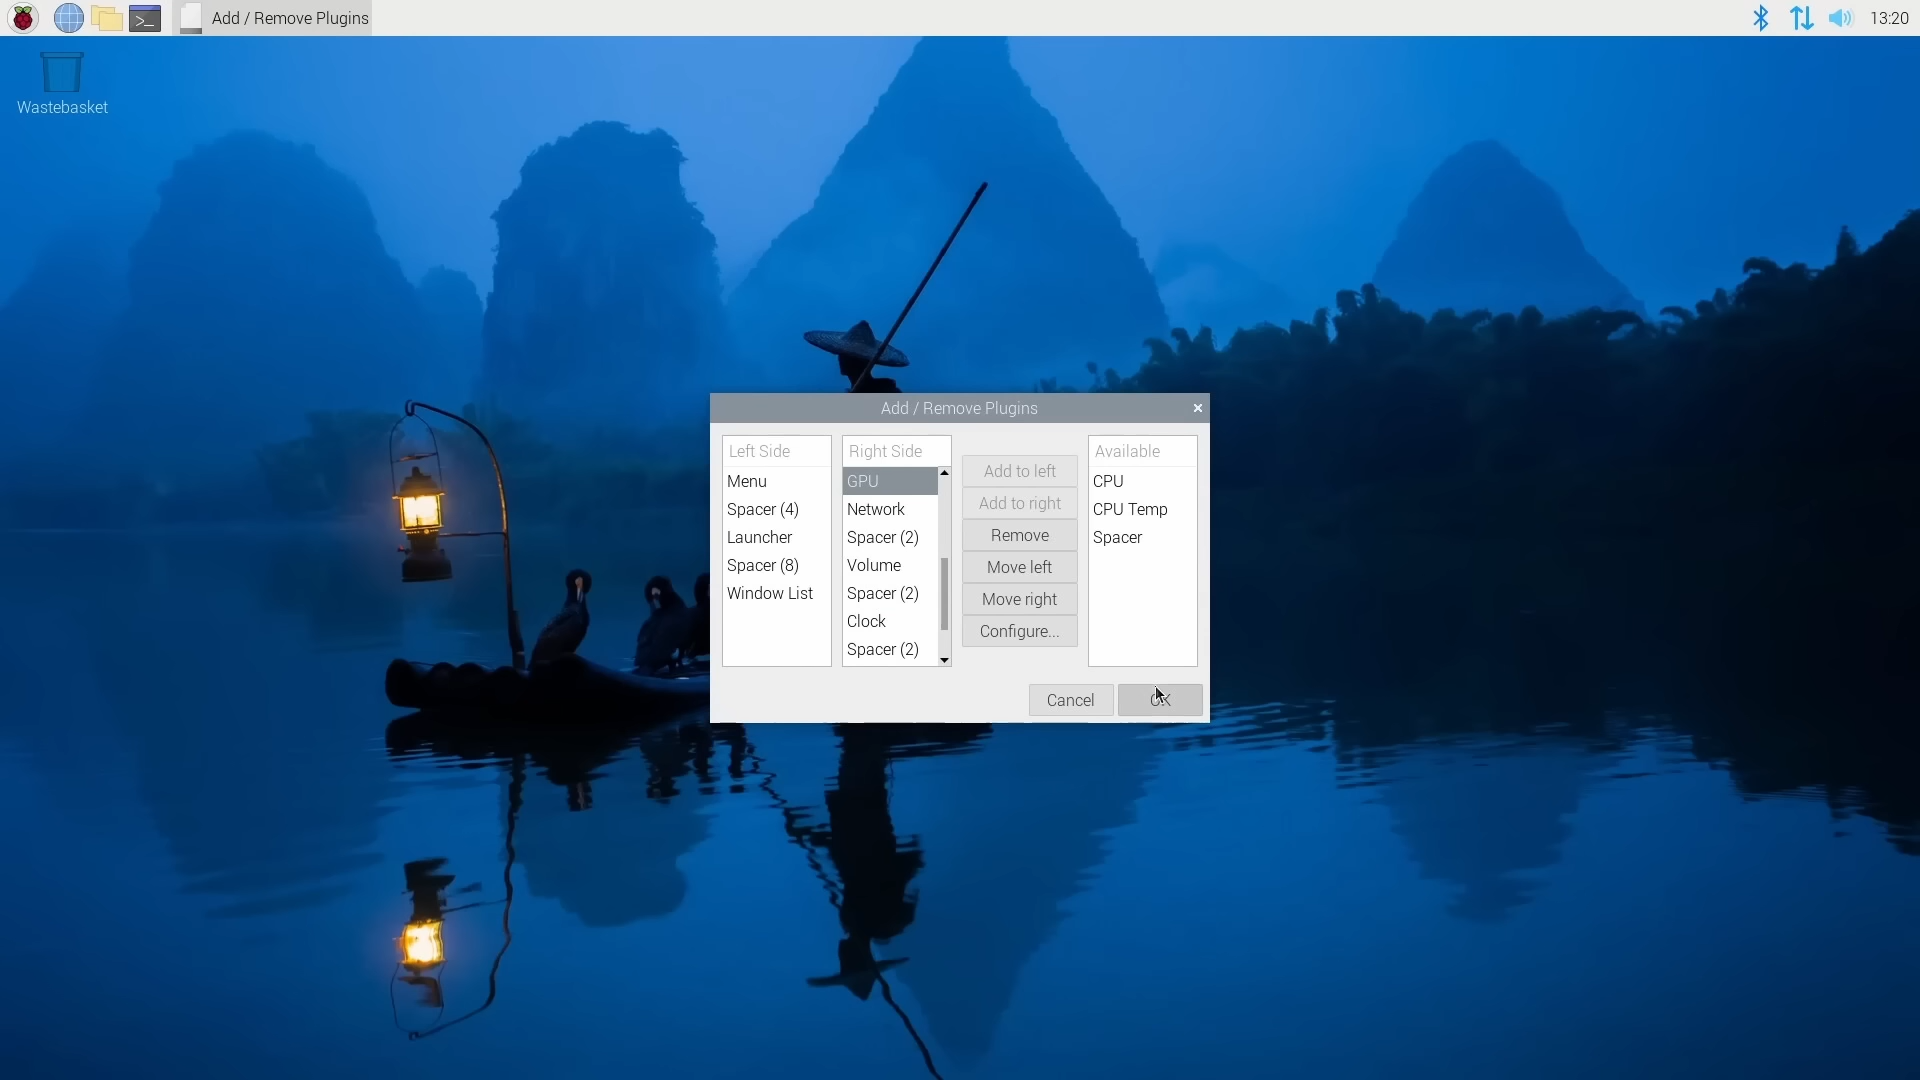 Add / Remove Plugins
13:20
Wastebasket
Add / Remove Plugins
Left Side
Menu
Spacer (4)
Launcher
Spacer (8)
Window List
Right Side
GPU
Network
Spacer (2)
Volume
Spacer (2)
Clock
Spacer (2)
Add to left
Add to right
Remove
Move left
Move right
Configure...
Available
CPU
CPU Temp
Spacer
Cancel
OK